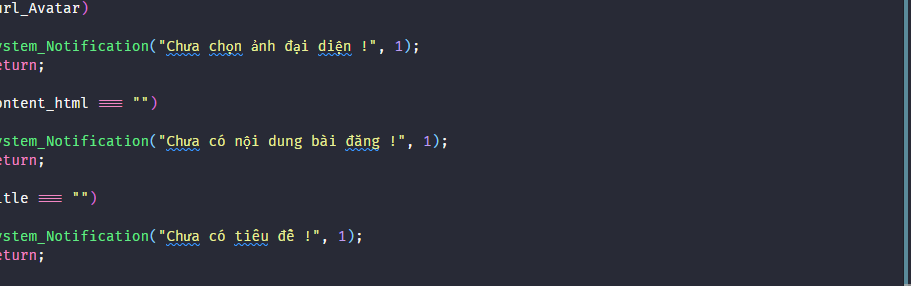 url_Avatar)
ystem_Notification("Chưa chọn ảnh đại diện !", 1);
eturn;
ontent_html === "")
ystem_Notification("Chưa có nội dung bài đăng !", 1);
eturn;
itle === "")
ystem_Notification("Chưa có tiêu đề !", 1);
eturn;